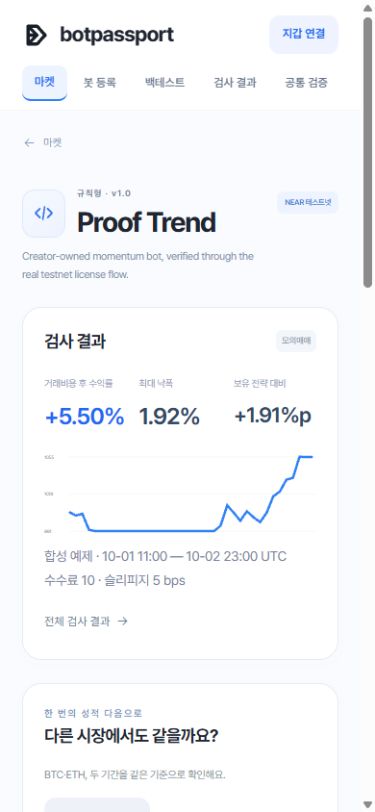 botpassport
지갑 연결
마켓
봇 등록
백테스트
검사 결과
공통 검증
← 마켓
규칙형 · v1.0
</>
Proof Trend
NEAR 테스트넷
Creator-owned momentum bot, verified through the
real testnet license flow.
검사 결과
모의매매
거래비용 후 수익률
최대 낙폭
보유 전략 대비
+5.50%
1.92%
+1.91%p
합성 예제 · 10-01 11:00 — 10-02 23:00 UTC
수수료 10 · 슬리피지 5 bps
전체 검사 결과 →
한 번의 성적 다음으로
다른 시장에서도 같을까요?
BTC·ETH, 두 기간을 같은 기준으로 확인해요.